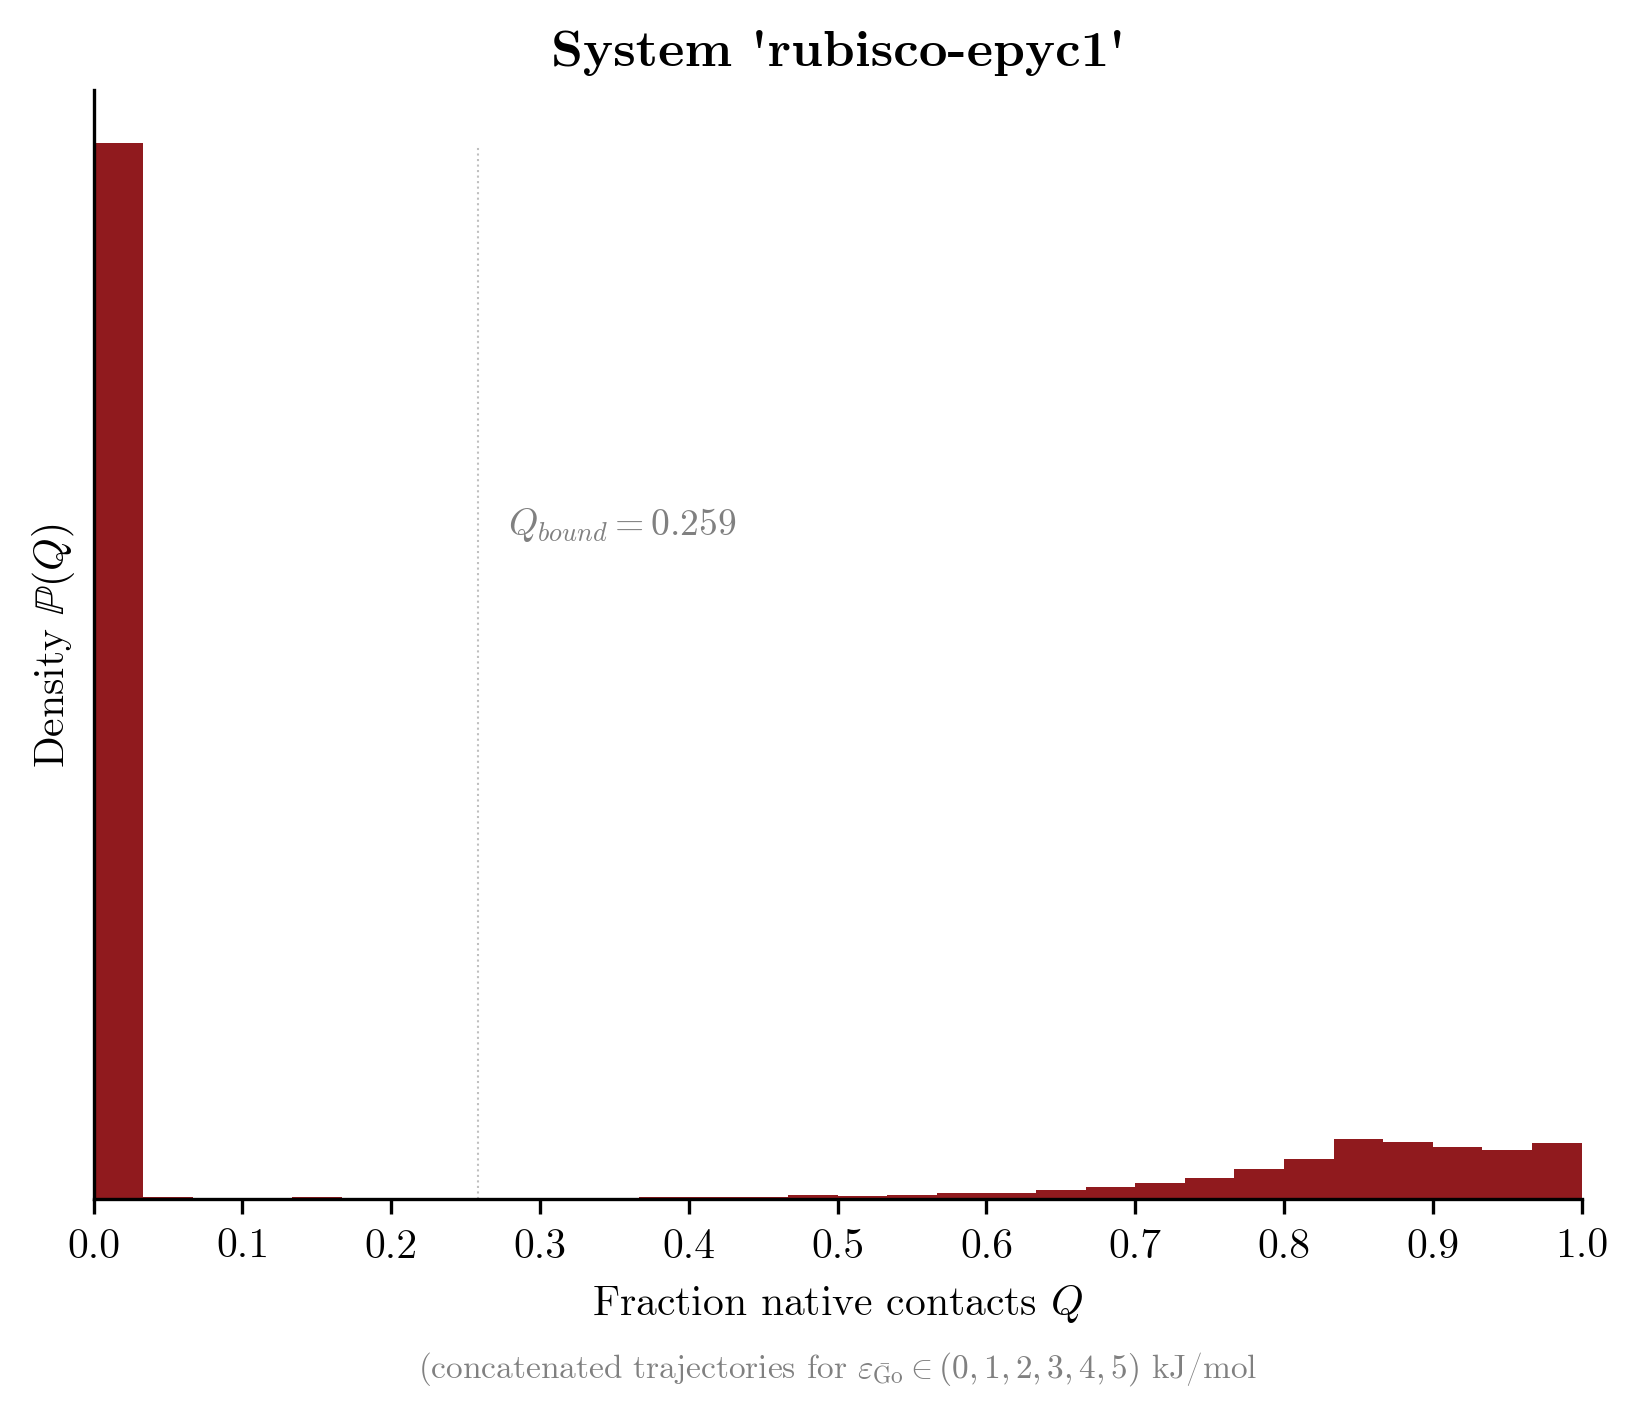 System 'rubisco-epyc1'
Density ℙ(Q)
Q_bound = 0.259
0.0 0.1 0.2 0.3 0.4 0.5 0.6 0.7 0.8 0.9 1.0
Fraction native contacts Q
(concatenated trajectories for ε_Ḡo ∈ (0, 1, 2, 3, 4, 5) kJ/mol